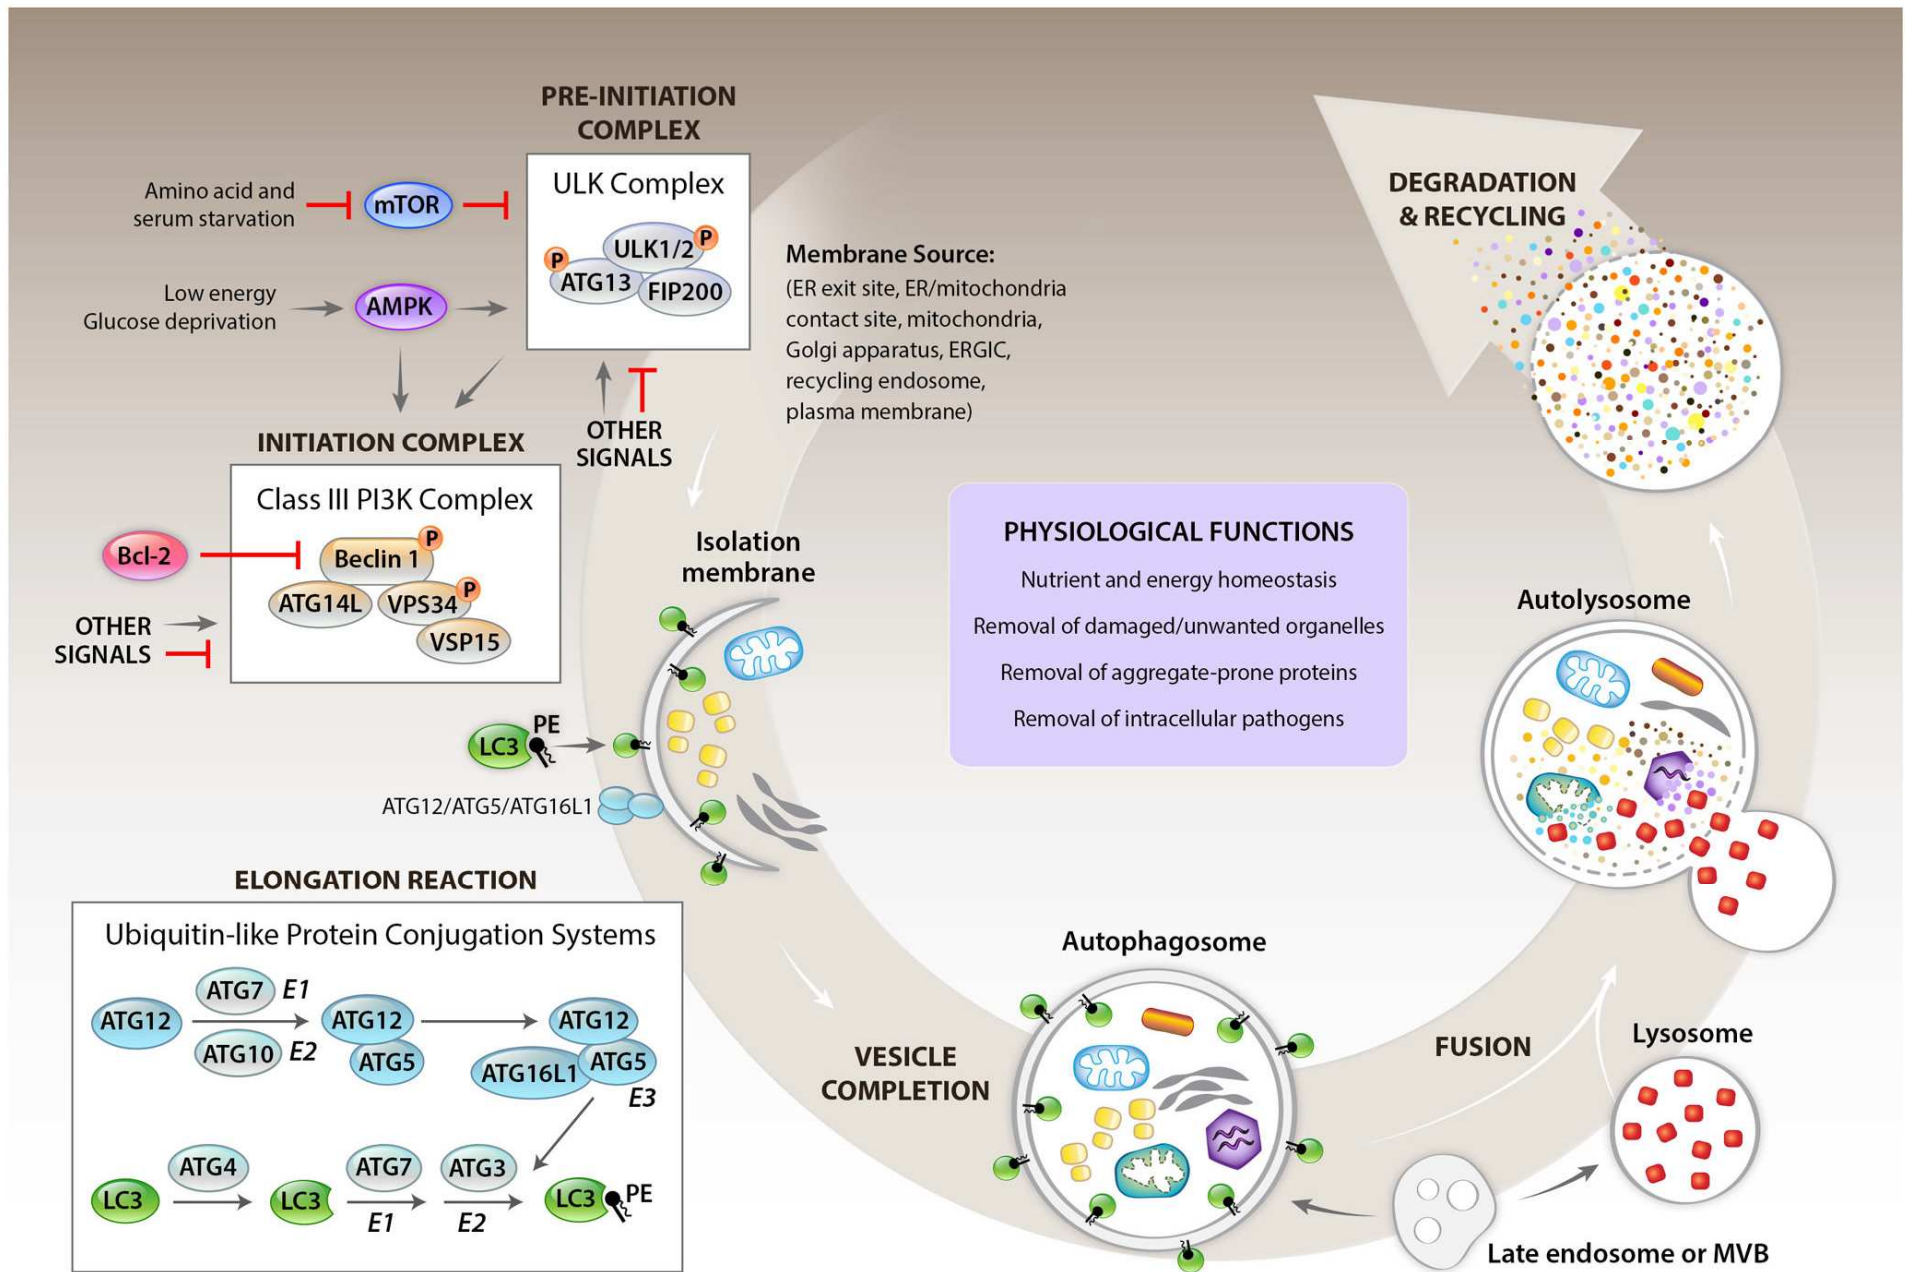 PRE-INITIATION
COMPLEX
ULK Complex
ULK1/2
P
P
ATG13
FIP200
Amino acid and
serum starvation
mTOR
Low energy
Glucose deprivation
AMPK
OTHER
SIGNALS
Membrane Source:
(ER exit site, ER/mitochondria
contact site, mitochondria,
Golgi apparatus, ERGIC,
recycling endosome,
plasma membrane)
DEGRADATION
& RECYCLING
INITIATION COMPLEX
Class III PI3K Complex
Bcl-2
Beclin 1
P
ATG14L
VPS34
P
VSP15
OTHER
SIGNALS
Isolation
membrane
PHYSIOLOGICAL FUNCTIONS
Nutrient and energy homeostasis
Removal of damaged/unwanted organelles
Removal of aggregate-prone proteins
Removal of intracellular pathogens
Autolysosome
LC3
PE
ATG12/ATG5/ATG16L1
ELONGATION REACTION
Ubiquitin-like Protein Conjugation Systems
ATG12
ATG7 E1
ATG10 E2
ATG12
ATG5
ATG12
ATG16L1
ATG5
E3
LC3
ATG4
LC3
ATG7
E1
ATG3
E2
LC3
PE
VESICLE
COMPLETION
Autophagosome
FUSION
Lysosome
Late endosome or MVB